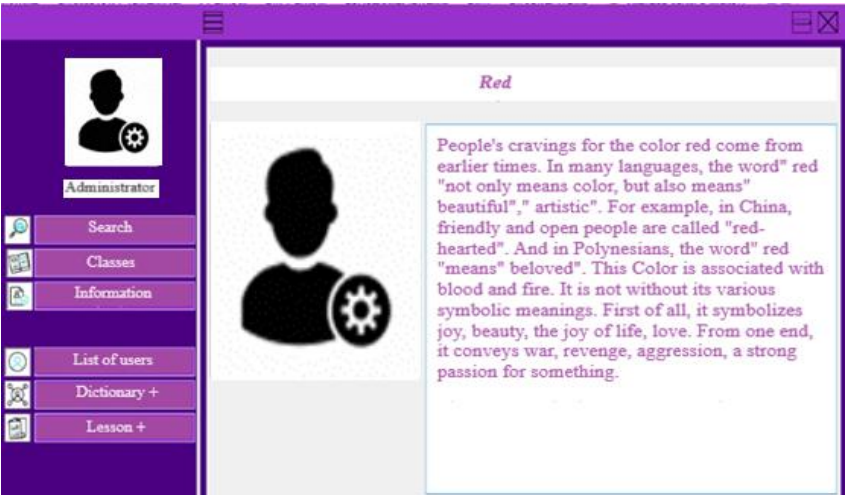 Red
Administrator
Search
Classes
Information
List of users
Dictionary +
Lesson +
People's cravings for the color red come from
earlier times. In many languages, the word" red
"not only means color, but also means"
beautiful"," artistic". For example, in China,
friendly and open people are called "red-
hearted". And in Polynesians, the word" red
"means" beloved". This Color is associated with
blood and fire. It is not without its various
symbolic meanings. First of all, it symbolizes
joy, beauty, the joy of life, love. From one end,
it conveys war, revenge, aggression, a strong
passion for something.